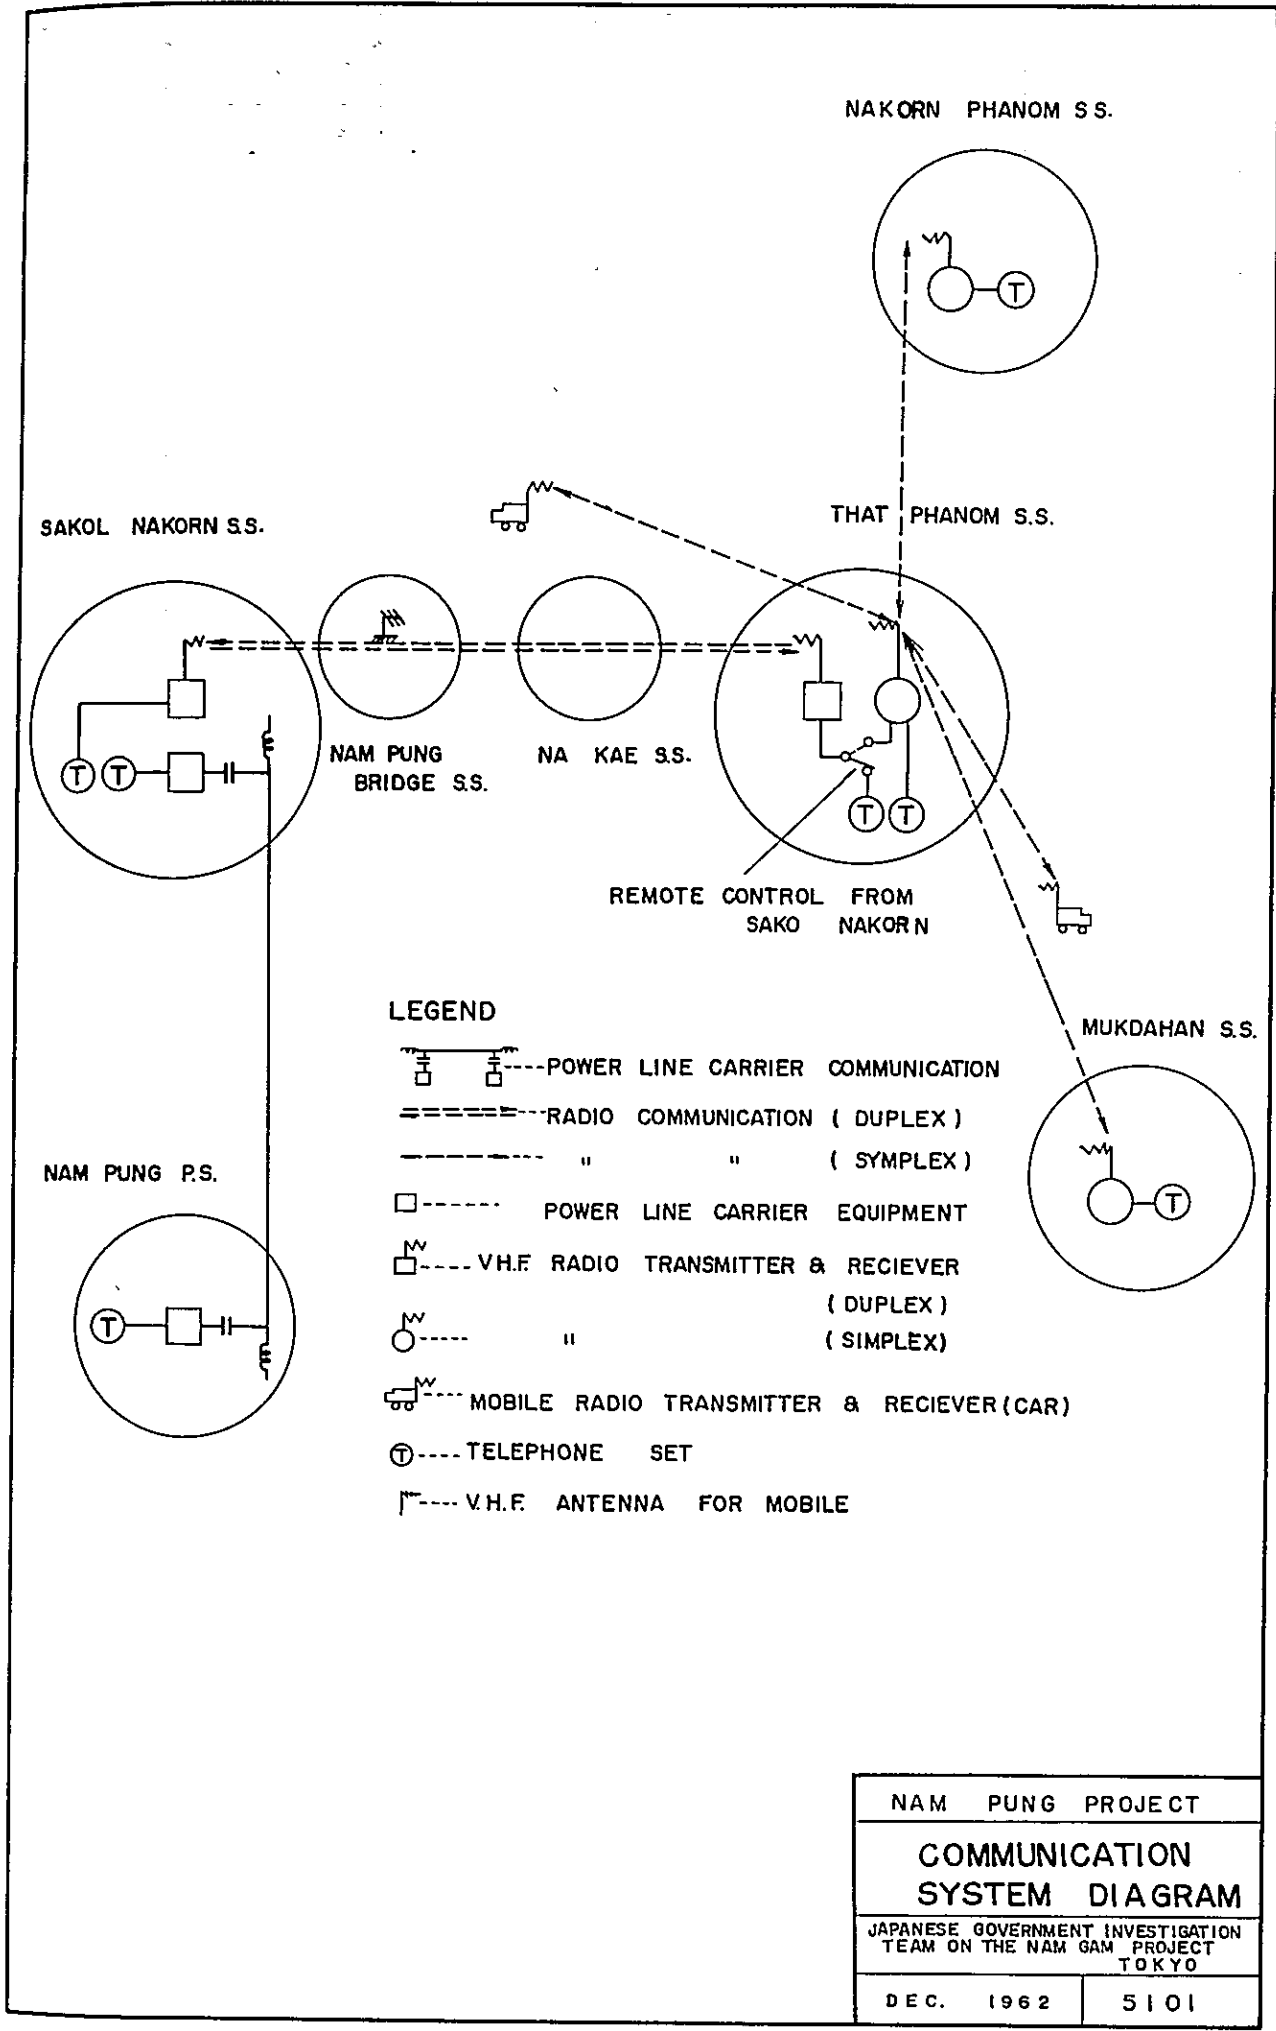 NAKORN PHANOM S S.
T
SAKOL NAKORN S.S.
THAT PHANOM S.S.
NAM PUNG
BRIDGE S.S.
NA KAE S.S.
T T
T T
REMOTE CONTROL FROM
SAKO NAKORN
MUKDAHAN S.S.
T
NAM PUNG P.S.
T
LEGEND
POWER LINE CARRIER COMMUNICATION
RADIO COMMUNICATION ( DUPLEX )
" " ( SYMPLEX )
POWER LINE CARRIER EQUIPMENT
V.H.F. RADIO TRANSMITTER & RECIEVER
( DUPLEX )
" ( SIMPLEX)
MOBILE RADIO TRANSMITTER & RECIEVER (CAR)
T TELEPHONE SET
V.H.F. ANTENNA FOR MOBILE
NAM PUNG PROJECT
COMMUNICATION
SYSTEM DIAGRAM
JAPANESE GOVERNMENT INVESTIGATION
TEAM ON THE NAM GAM PROJECT
TOKYO
DEC. 1962 5101